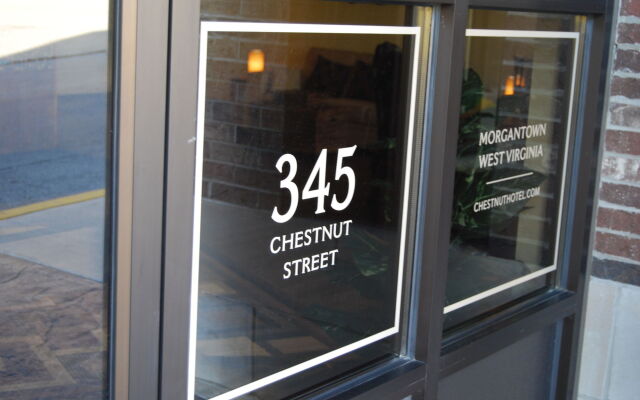 345
CHESTNUT
STREET
MORGANTOWN
WEST VIRGINIA
CHESTNUTHOTEL.COM